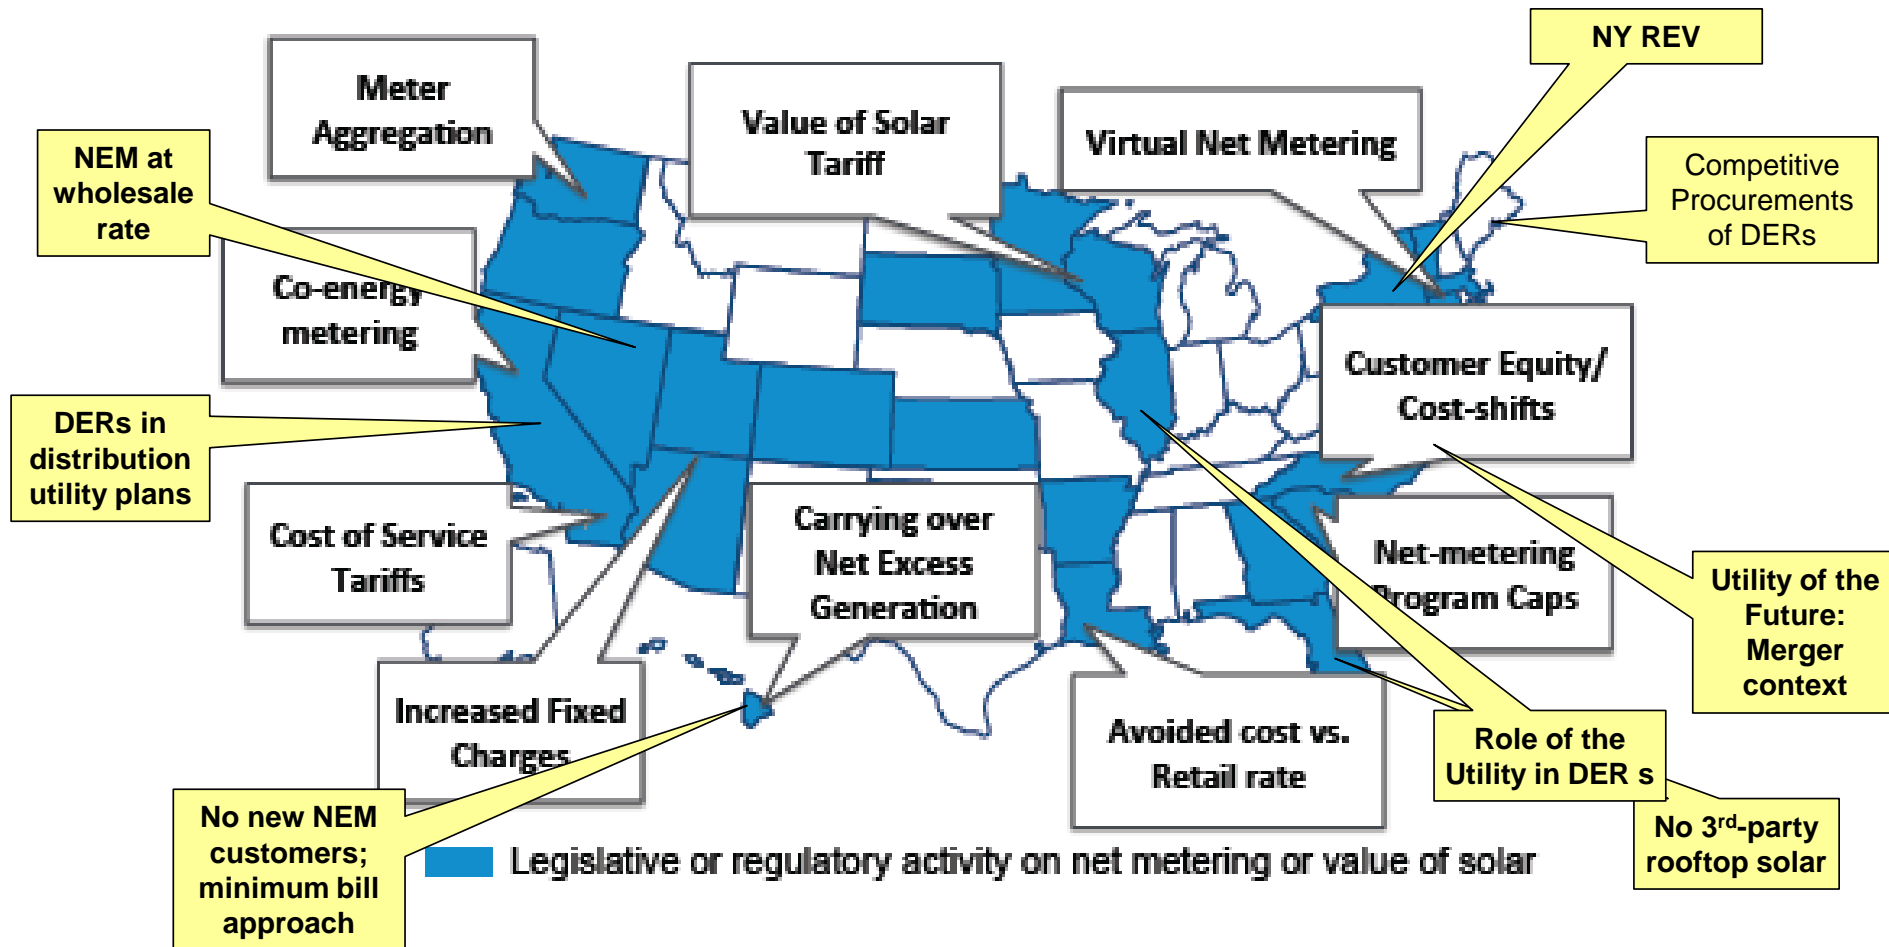 NY REV
Meter
Aggregation
Value of Solar
Tariff
Virtual Net Metering
NEM at
wholesale
rate
Competitive
Procurements
of DERs
Co-energy
metering
Customer Equity/
Cost-shifts
DERs in
distribution
utility plans
Cost of Service
Tariffs
Carrying over
Net Excess
Generation
Net-metering
Program Caps
Utility of the
Future:
Merger
context
Increased Fixed
Charges
Avoided cost vs.
Retail rate
Role of the
Utility in DER s
No new NEM
customers;
minimum bill
approach
No 3rd-party
rooftop solar
Legislative or regulatory activity on net metering or value of solar